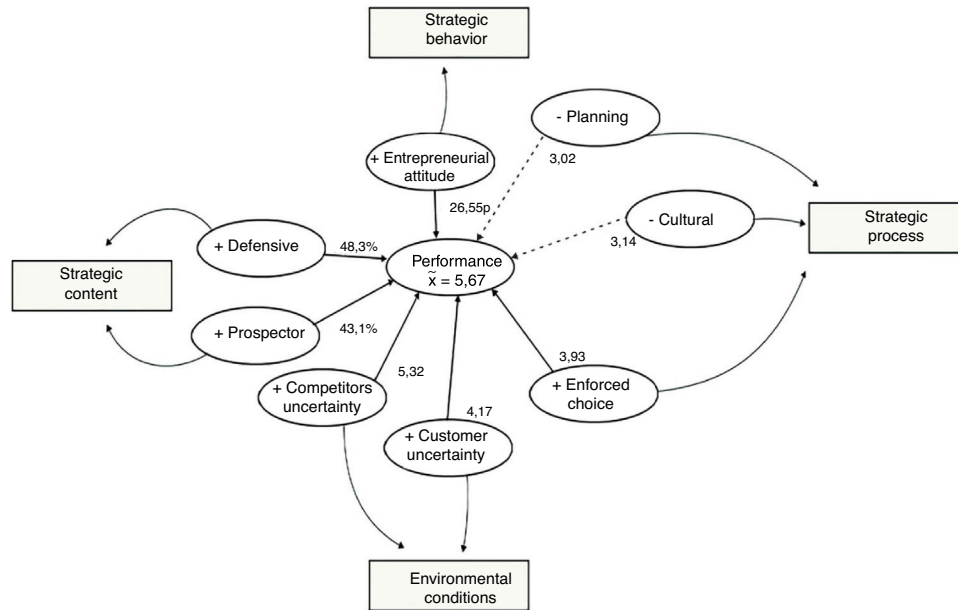 Strategic
behavior
- Planning
3,02
+ Entrepreneurial
attitude
26,55p
- Cultural
3,14
Strategic
process
+ Defensive
48,3%
Performance
x̃ = 5,67
Strategic
content
+ Prospector
43,1%
5,32
3,93
+ Competitors
uncertainty
+ Enforced
choice
4,17
+ Customer
uncertainty
Environmental
conditions